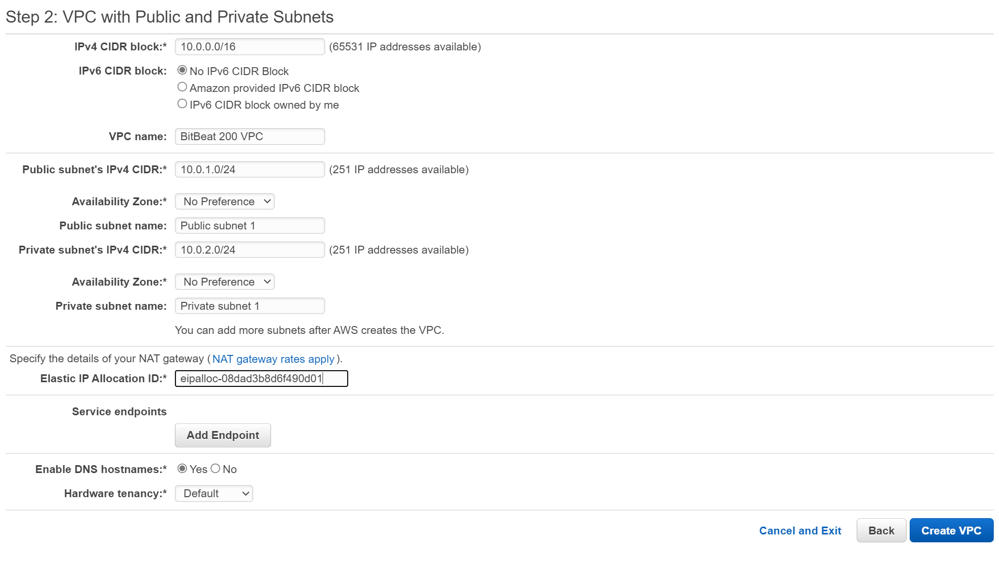 Step 2: VPC with Public and Private Subnets
IPv4 CIDR block:* 10.0.0.0/16 (65531 IP addresses available)
IPv6 CIDR block: No IPv6 CIDR Block
Amazon provided IPv6 CIDR block
IPv6 CIDR block owned by me
VPC name: BitBeat 200 VPC
Public subnet's IPv4 CIDR:* 10.0.1.0/24 (251 IP addresses available)
Availability Zone:* No Preference
Public subnet name: Public subnet 1
Private subnet's IPv4 CIDR:* 10.0.2.0/24 (251 IP addresses available)
Availability Zone:* No Preference
Private subnet name: Private subnet 1
You can add more subnets after AWS creates the VPC.
Specify the details of your NAT gateway (NAT gateway rates apply).
Elastic IP Allocation ID:* eipalloc-08dad3b8d6f490d01
Service endpoints
Add Endpoint
Enable DNS hostnames:* Yes No
Hardware tenancy:* Default
Cancel and Exit Back Create VPC